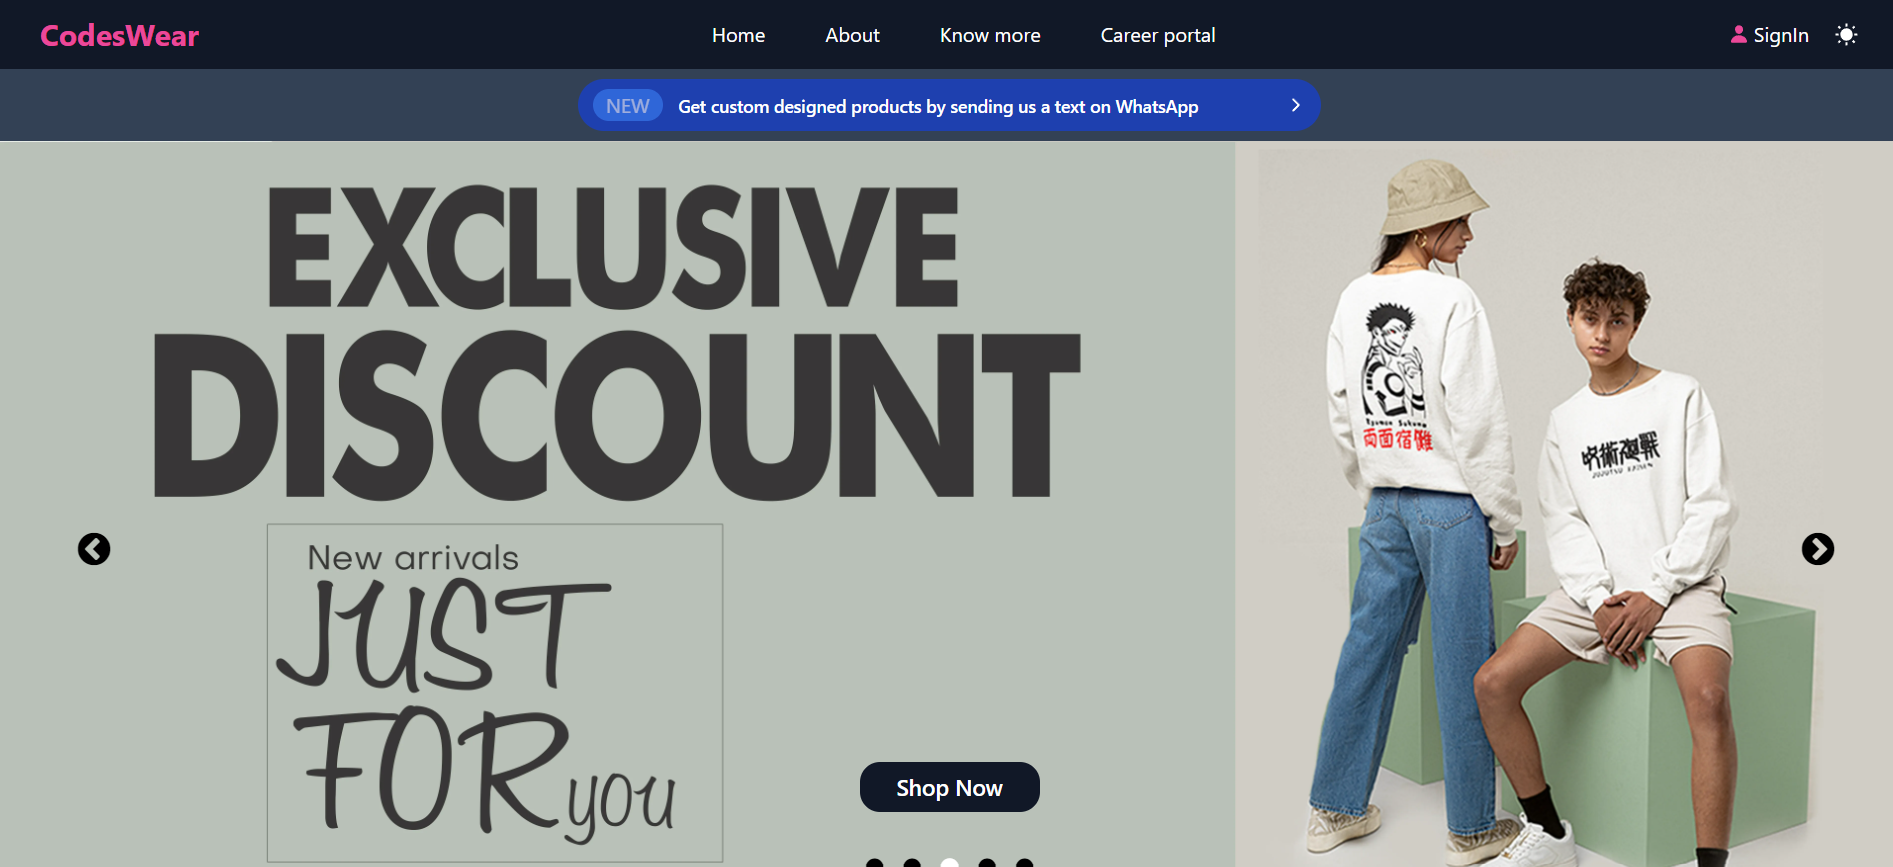 CodesWear
Home
About
Know more
Career portal
SignIn
NEW
Get custom designed products by sending us a text on WhatsApp
EXCLUSIVE
DISCOUNT
New arrivals
JUST
FOR you
Shop Now
Ryomen Sukuna
両面宿儺
呪術廻戦
JUJUTSU KAISEN